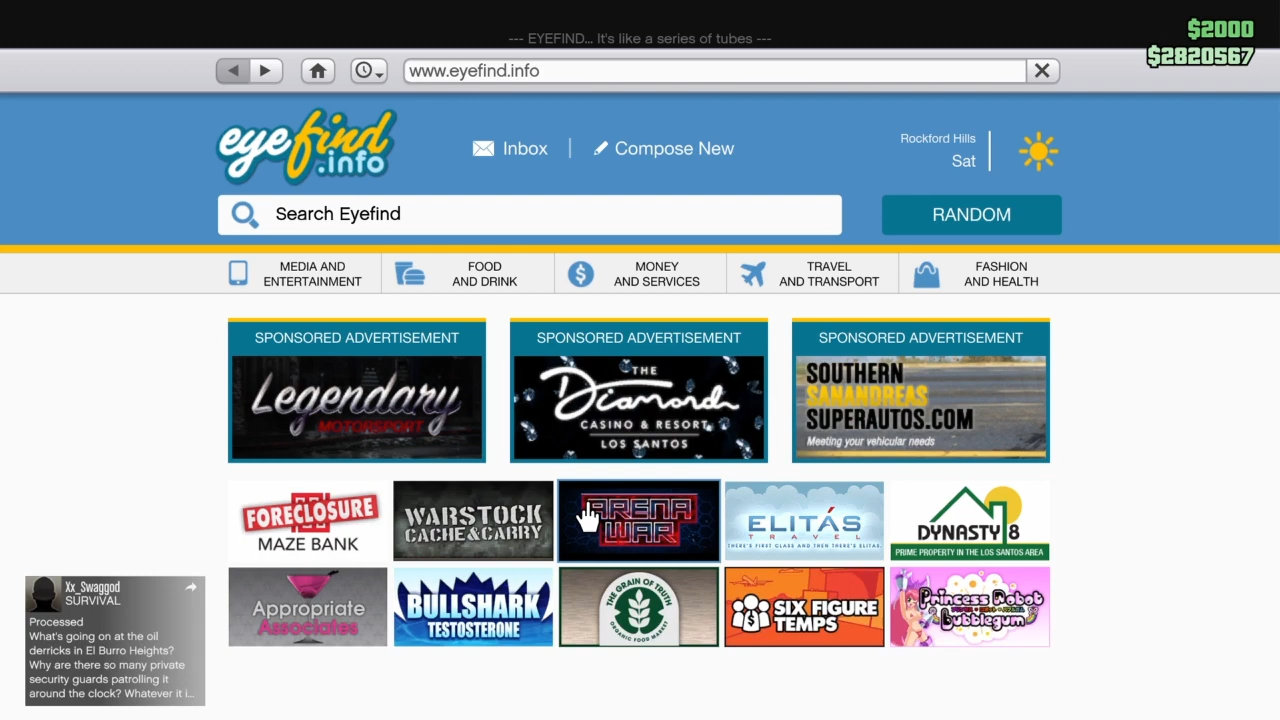 --- EYEFIND... It's like a series of tubes ---
$2000
$2820567
www.eyefind.info
eyefind
.info
Inbox
Compose New
Rockford Hills
Sat
Search Eyefind
RANDOM
MEDIA AND
ENTERTAINMENT
FOOD
AND DRINK
MONEY
AND SERVICES
TRAVEL
AND TRANSPORT
FASHION
AND HEALTH
SPONSORED ADVERTISEMENT
Legendary
MOTORSPORT
SPONSORED ADVERTISEMENT
THE
Diamond
CASINO & RESORT
LOS SANTOS
SPONSORED ADVERTISEMENT
SOUTHERN
SANANDREAS
SUPERAUTOS.COM
Meeting your vehicular needs
FORECLOSURE
MAZE BANK
WARSTOCK
CACHE&CARRY
ARENA
WAR
ELITÁS
TRAVEL
THERE'S FIRST CLASS AND THEN THERE'S ELITAS.
DYNASTY 8
PRIME PROPERTY IN THE LOS SANTOS AREA
Appropriate
Associates
BULLSHARK
TESTOSTERONE
THE GRAIN OF TRUTH
ORGANIC FOOD MARKET
SIX FIGURE
TEMPS
Princess Robot
Bubblegum
Xx_Swaggod
SURVIVAL
Processed
What's going on at the oil
derricks in El Burro Heights?
Why are there so many private
security guards patrolling it
around the clock? Whatever it i...